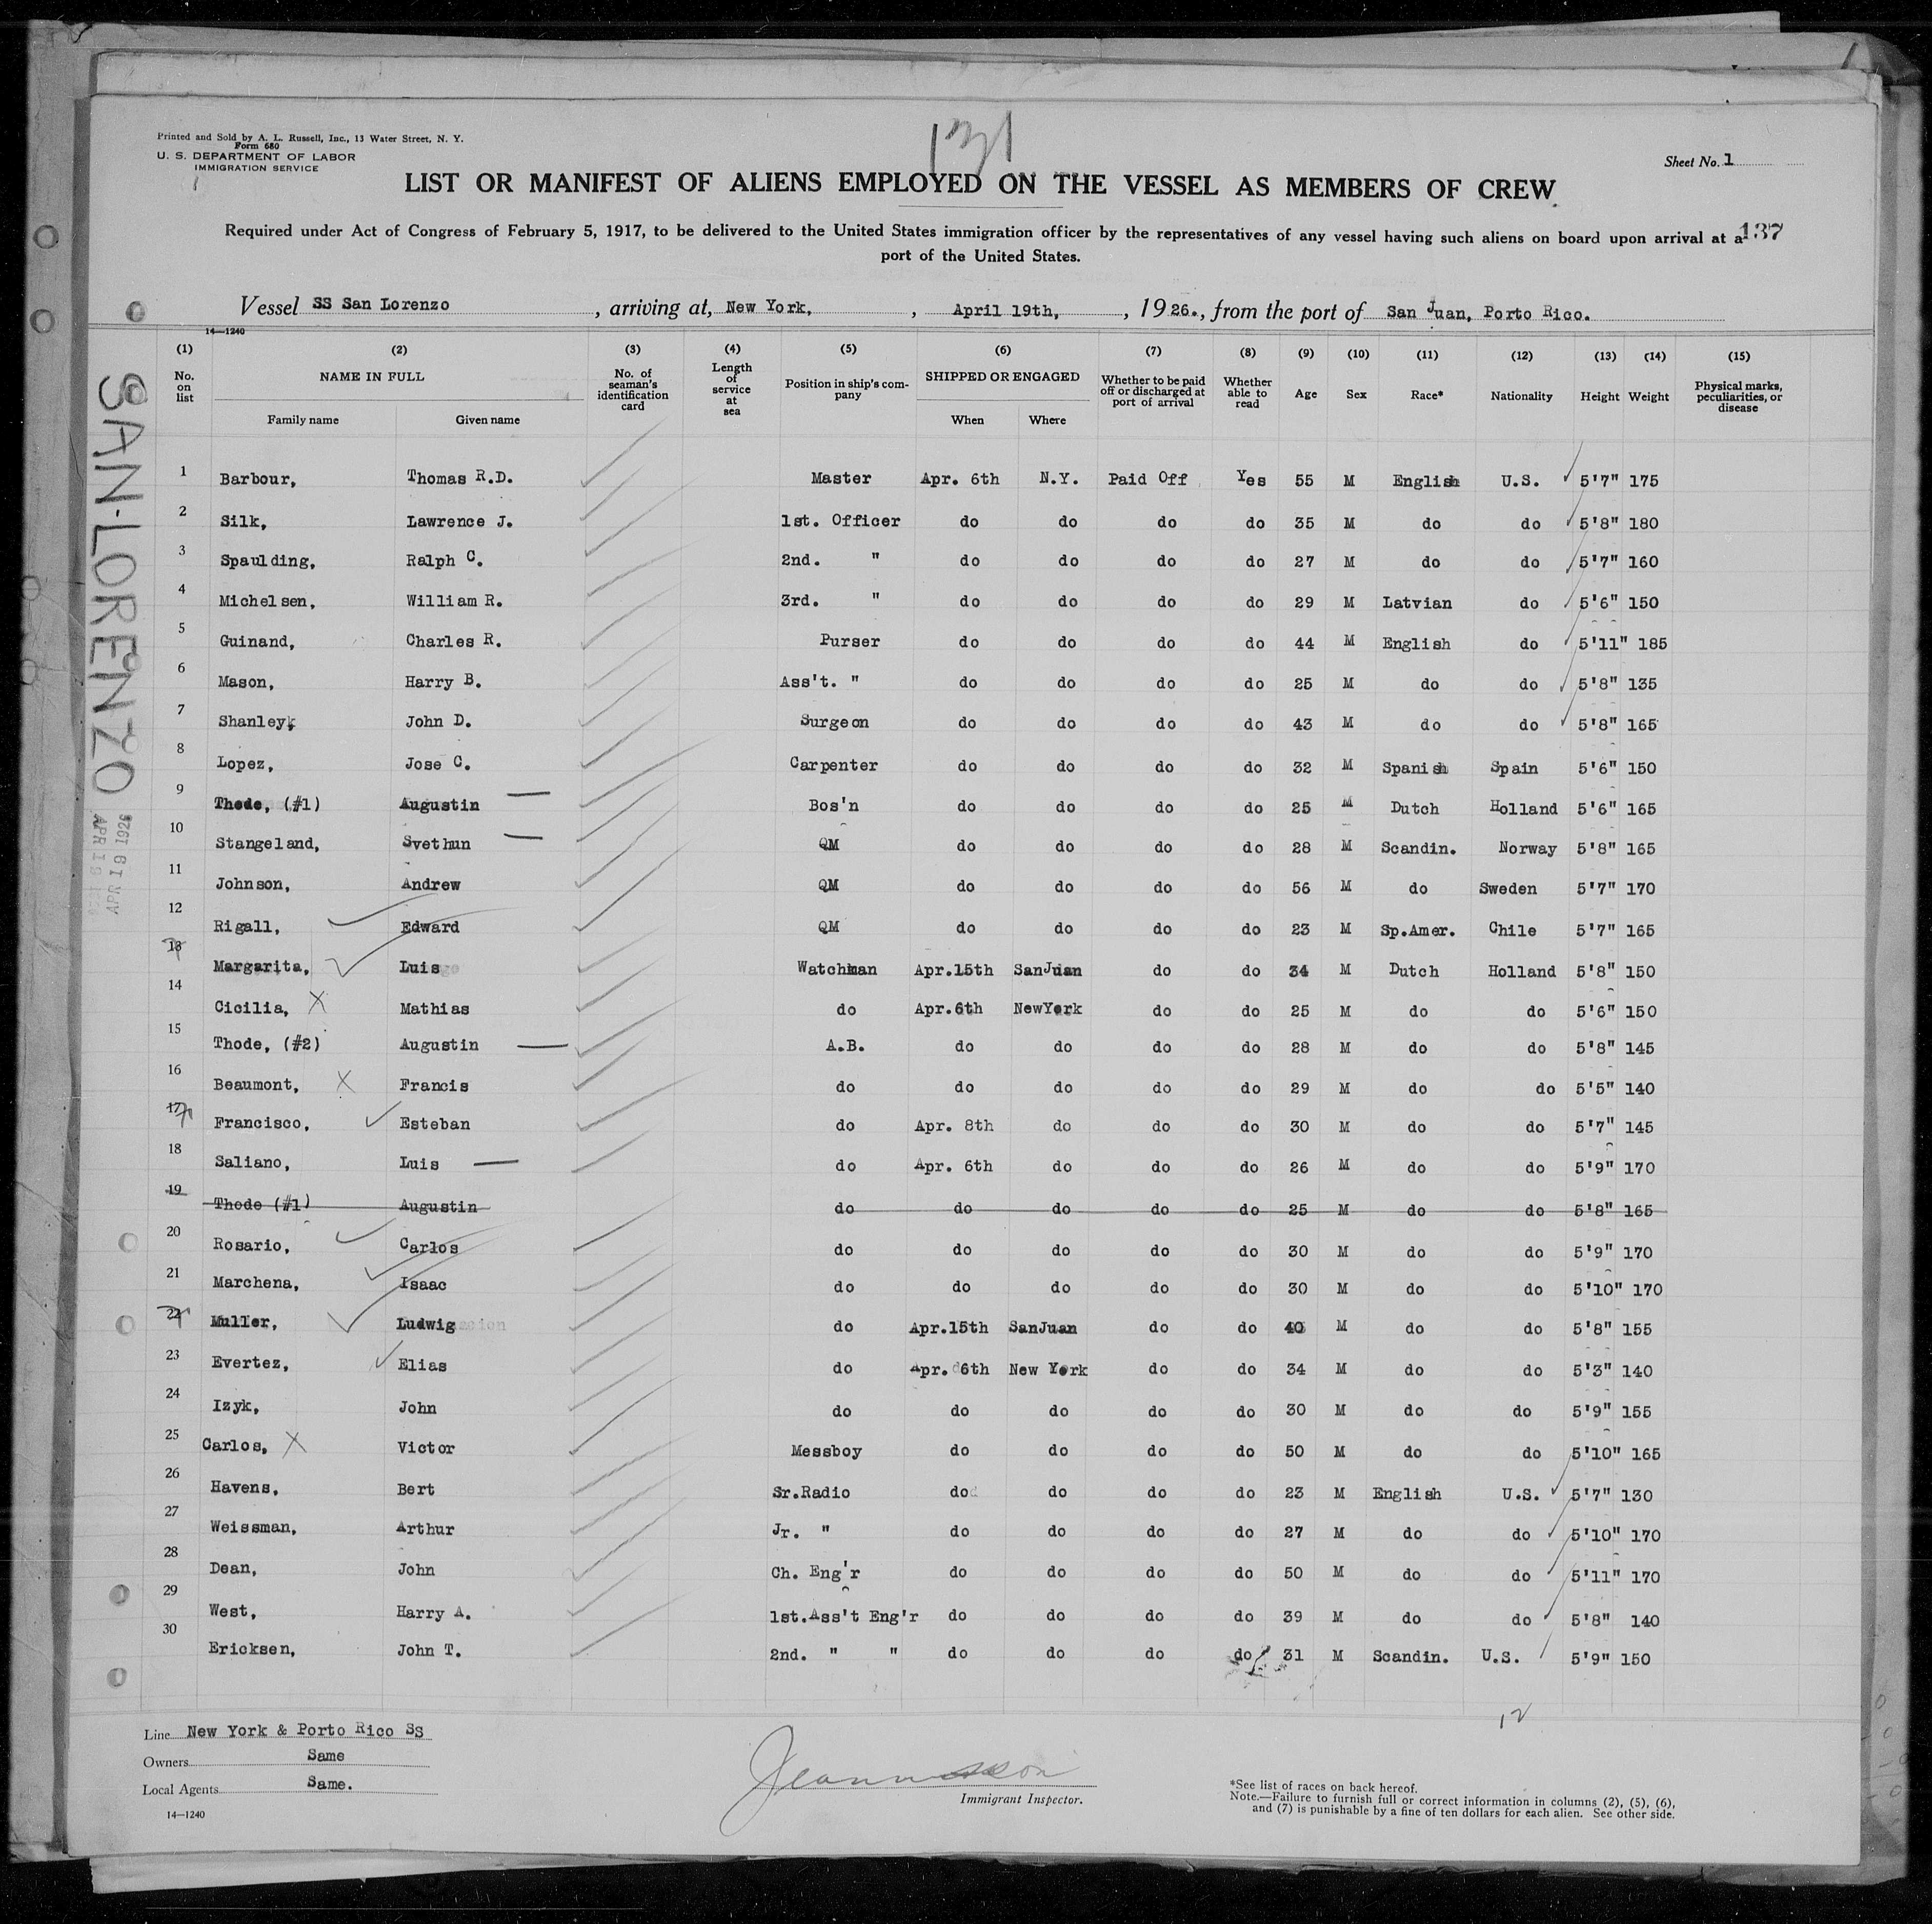 131
Printed and Sold by A. L. Russell, Inc., 13 Water Street, N. Y.
Form 680
U. S. DEPARTMENT OF LABOR
IMMIGRATION SERVICE
Sheet No. 1
LIST OR MANIFEST OF ALIENS EMPLOYED ON THE VESSEL AS MEMBERS OF CREW
Required under Act of Congress of February 5, 1917, to be delivered to the United States immigration officer by the representatives of any vessel having such aliens on board upon arrival at a
port of the United States.
137
Vessel SS San Lorenzo, arriving at, New York, , April 19th, , 1926., from the port of San Juan, Porto Rico.
14—1240
(1) (2) (3) (4) (5) (6) (7) (8) (9) (10) (11) (12) (13) (14) (15)
No. on list NAME IN FULL Family name Given name No. of seaman's identification card Length of service at sea Position in ship's company SHIPPED OR ENGAGED When Where Whether to be paid off or discharged at port of arrival Whether able to read Age Sex Race* Nationality Height Weight Physical marks, peculiarities, or disease
1 Barbour, Thomas R.D. Master Apr. 6th N.Y. Paid Off Yes 55 M English U.S. 5'7" 175
2 Silk, Lawrence J. 1st. Officer do do do do 35 M do do 5'8" 180
3 Spaulding, Ralph C. 2nd. " do do do do 27 M do do 5'7" 160
4 Michelsen, William R. 3rd. " do do do do 29 M Latvian do 5'6" 150
5 Guinand, Charles R. Purser do do do do 44 M English do 5'11" 185
6 Mason, Harry B. Ass't. " do do do do 25 M do do 5'8" 135
7 Shanley, John D. Surgeon do do do do 43 M do do 5'8" 165
8 Lopez, Jose C. Carpenter do do do do 32 M Spanish Spain 5'6" 150
9 Thode, (#1) Augustin — Bos'n do do do do 25 M Dutch Holland 5'6" 165
10 Stangeland, Svethun — QM do do do do 28 M Scandin. Norway 5'8" 165
11 Johnson, Andrew QM do do do do 56 M do Sweden 5'7" 170
12 Rigall, Edward QM do do do do 23 M Sp.Amer. Chile 5'7" 165
13 Margarita, Luis Watchman Apr.15th SanJuan do do 34 M Dutch Holland 5'8" 150
14 Cicilia, X Mathias do Apr.6th NewYork do do 25 M do do 5'6" 150
15 Thode, (#2) Augustin — A.B. do do do do 28 M do do 5'8" 145
16 Beaumont, X Francis do do do do do 29 M do do 5'5" 140
17 Francisco, Esteban do Apr. 8th do do do 30 M do do 5'7" 145
18 Saliano, Luis — do Apr. 6th do do do 26 M do do 5'9" 170
19 Thode (#1) Augustin do do do do do 25 M do do 5'8" 165
20 Rosario, Carlos do do do do do 30 M do do 5'9" 170
21 Marchena, Isaac do do do do do 30 M do do 5'10" 170
22 Muller, Ludwig do Apr.15th SanJuan do do 40 M do do 5'8" 155
23 Evertez, Elias do Apr. 6th New York do do 34 M do do 5'3" 140
24 Izyk, John do do do do do 30 M do do 5'9" 155
25 Carlos, X Victor Messboy do do do do 50 M do do 5'10" 165
26 Havens, Bert Sr.Radio do do do do 23 M English U.S. 5'7" 130
27 Weissman, Arthur Jr. " do do do do 27 M do do 5'10" 170
28 Dean, John Ch. Eng'r do do do do 50 M do do 5'11" 170
29 West, Harry A. 1st.Ass't Eng'r do do do do 39 M do do 5'8" 140
30 Ericksen, John T. 2nd. " " do do do do 31 M Scandin. U.S. 5'9" 150
12
SAN-LORENZO
APR 19 1926
Line New York & Porto Rico SS
Owners Same
Local Agents Same.
14—1240
Immigrant Inspector.
*See list of races on back hereof.
Note.—Failure to furnish full or correct information in columns (2), (5), (6),
and (7) is punishable by a fine of ten dollars for each alien. See other side.